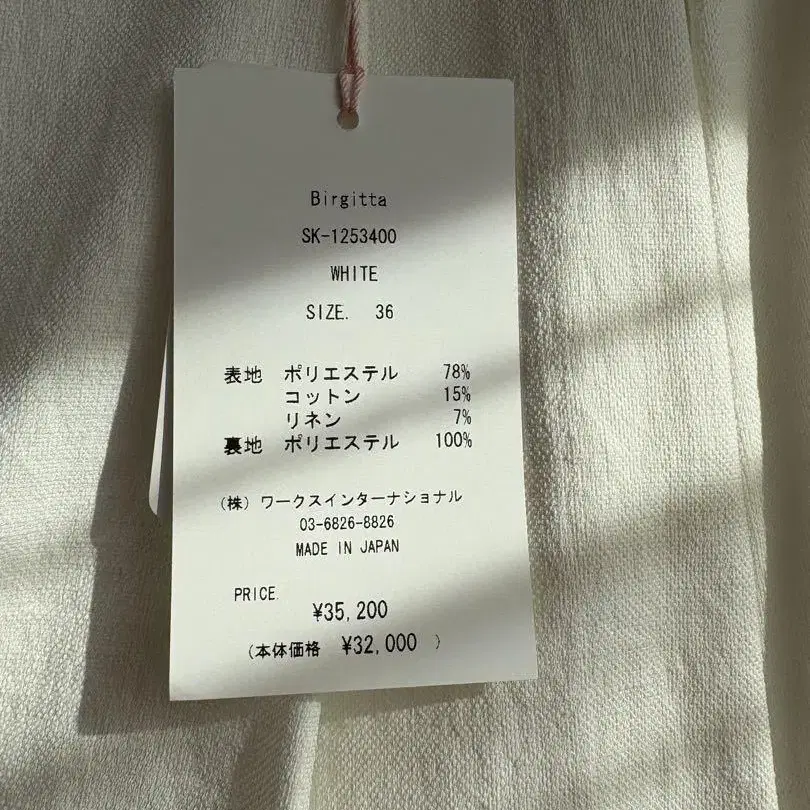 Birgitta
SK-1253400
WHITE
SIZE. 36
表地 ポリエステル 78%
コットン 15%
リネン 7%
裏地 ポリエステル 100%
(株) ワークスインターナショナル
03-6826-8826
MADE IN JAPAN
PRICE
¥35,200
(本体価格 ¥32,000 )